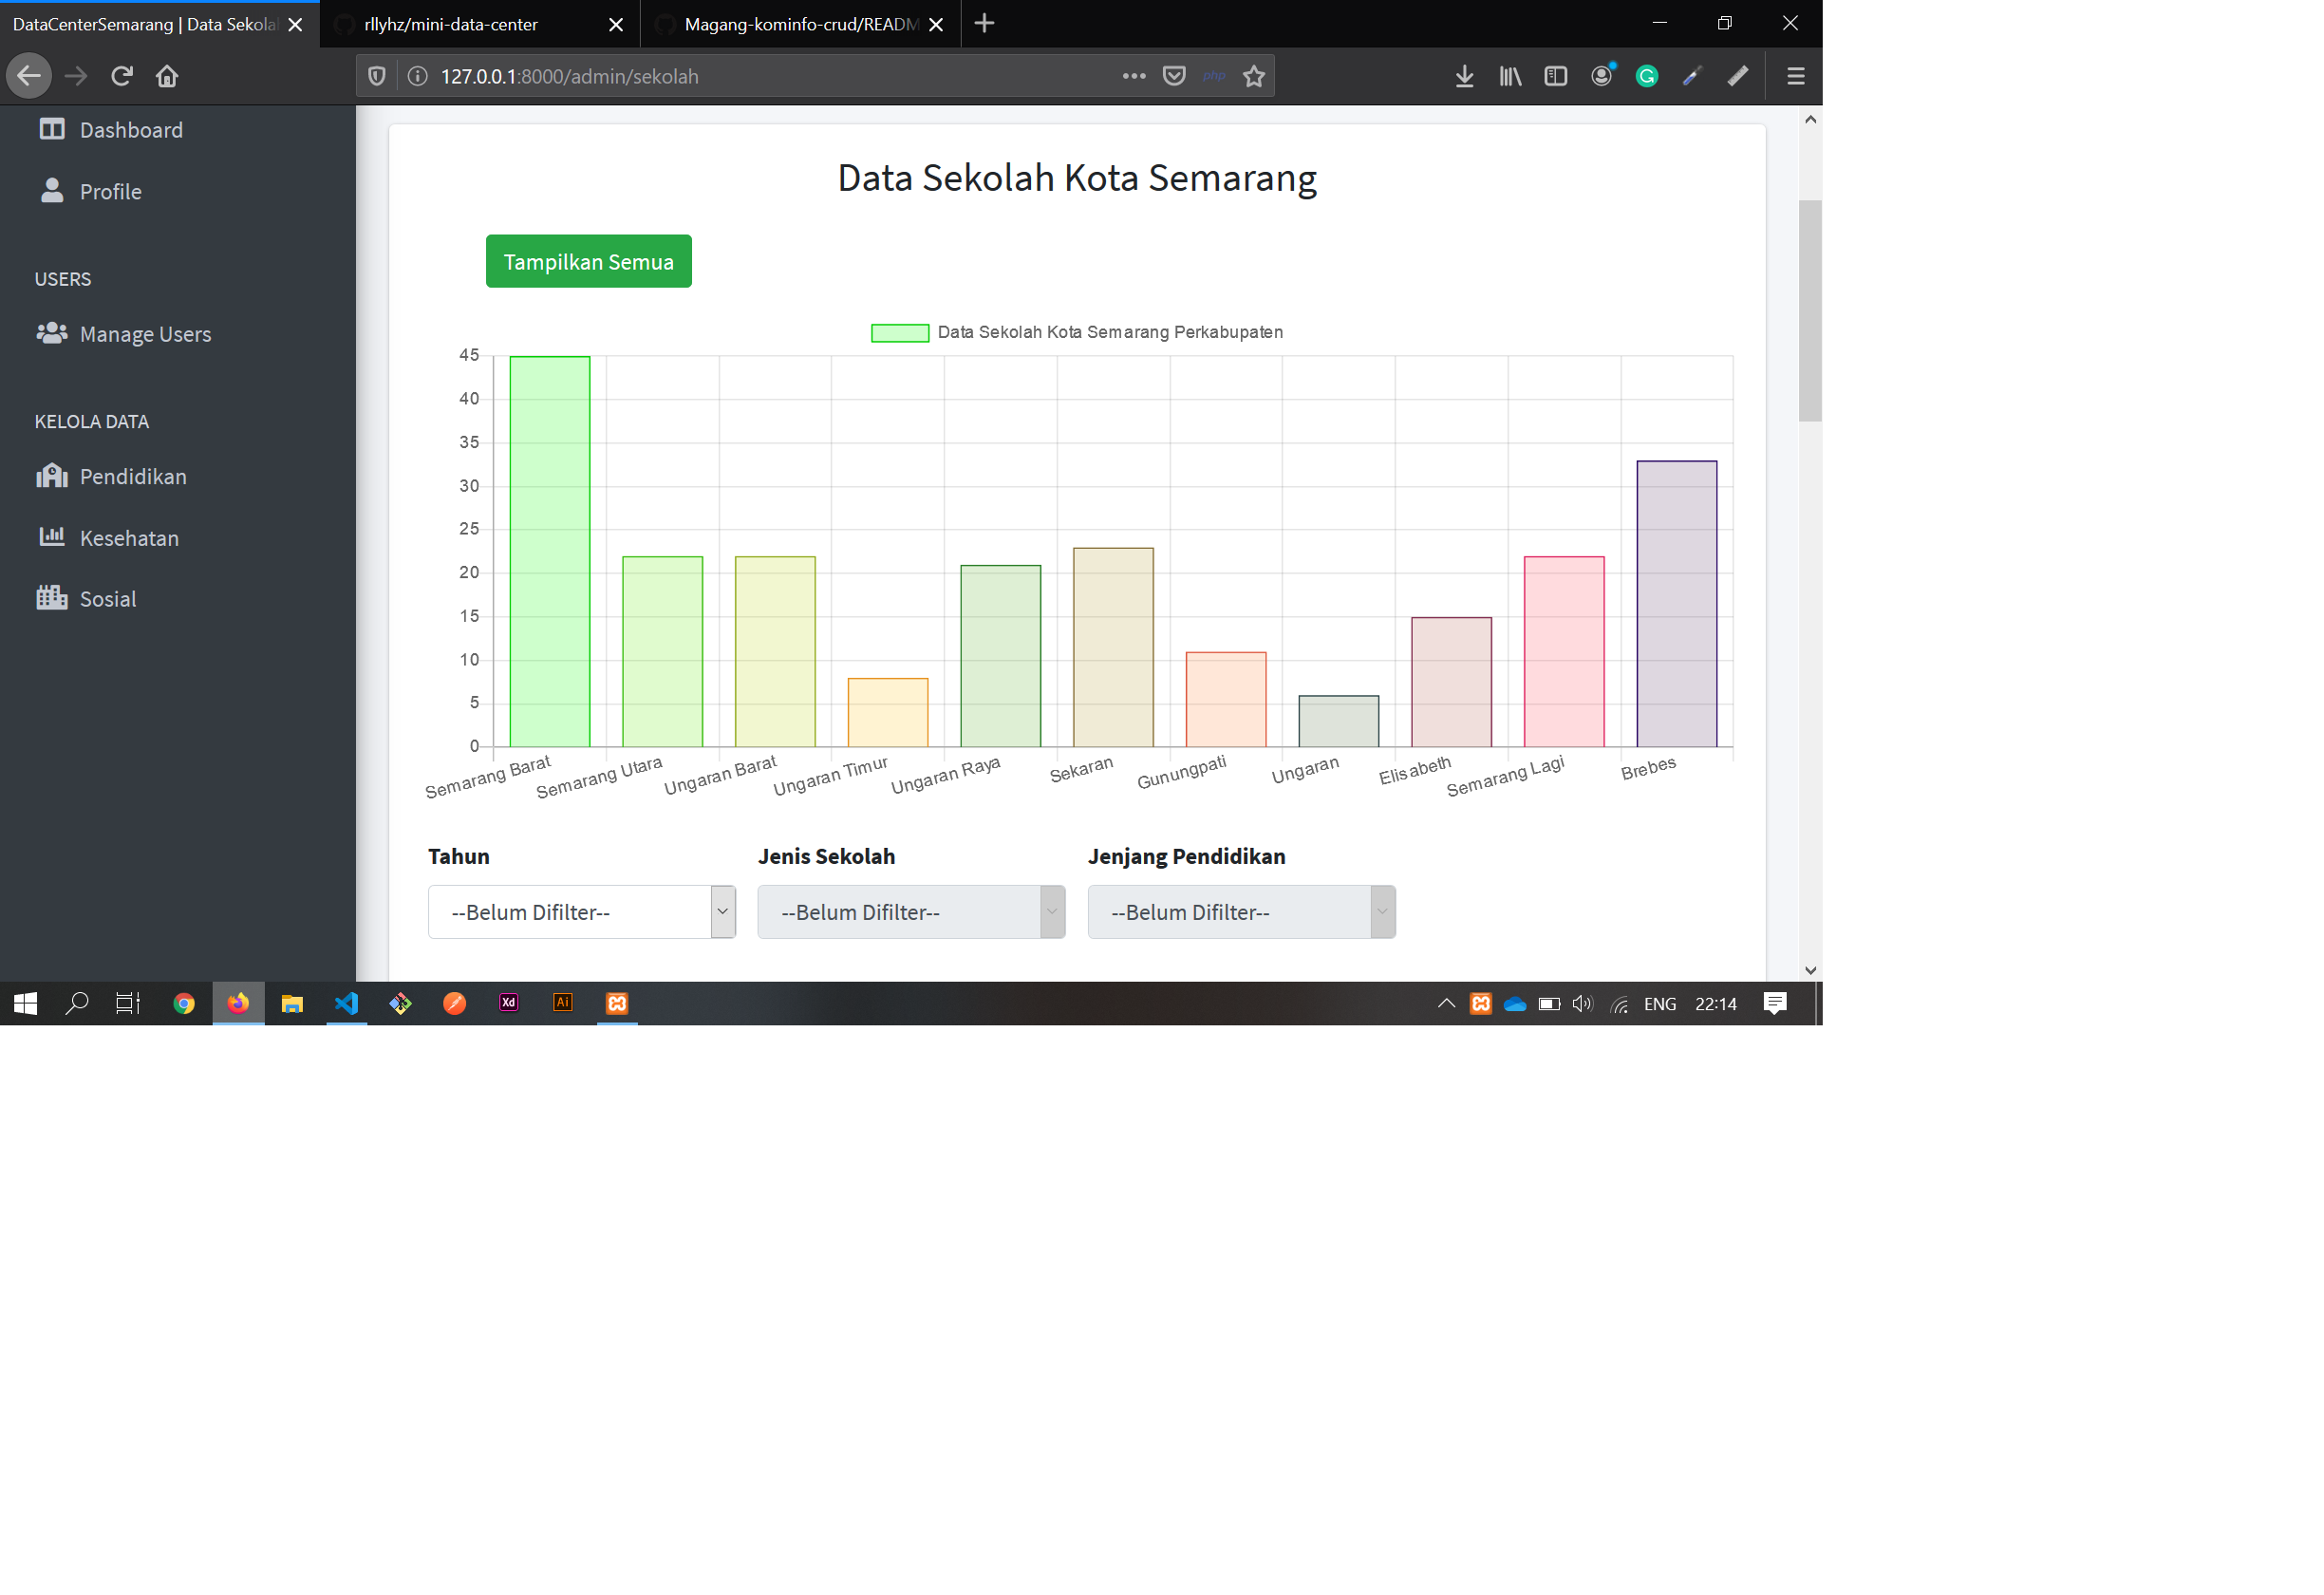 DataCenterSemarang | Data Sekola
rllyhz/mini-data-center
Magang-kominfo-crud/READM
127.0.0.1:8000/admin/sekolah
php
Dashboard
Profile
USERS
Manage Users
KELOLA DATA
Pendidikan
Kesehatan
Sosial
Data Sekolah Kota Semarang
Tampilkan Semua
Data Sekolah Kota Semarang Perkabupaten
45
40
35
30
25
20
15
10
5
0
Semarang Barat
Semarang Utara
Ungaran Barat
Ungaran Timur
Ungaran Raya
Sekaran
Gunungpati
Ungaran
Elisabeth
Semarang Lagi
Brebes
Tahun
Jenis Sekolah
Jenjang Pendidikan
--Belum Difilter--
--Belum Difilter--
--Belum Difilter--
Xd
Ai
ENG
22:14